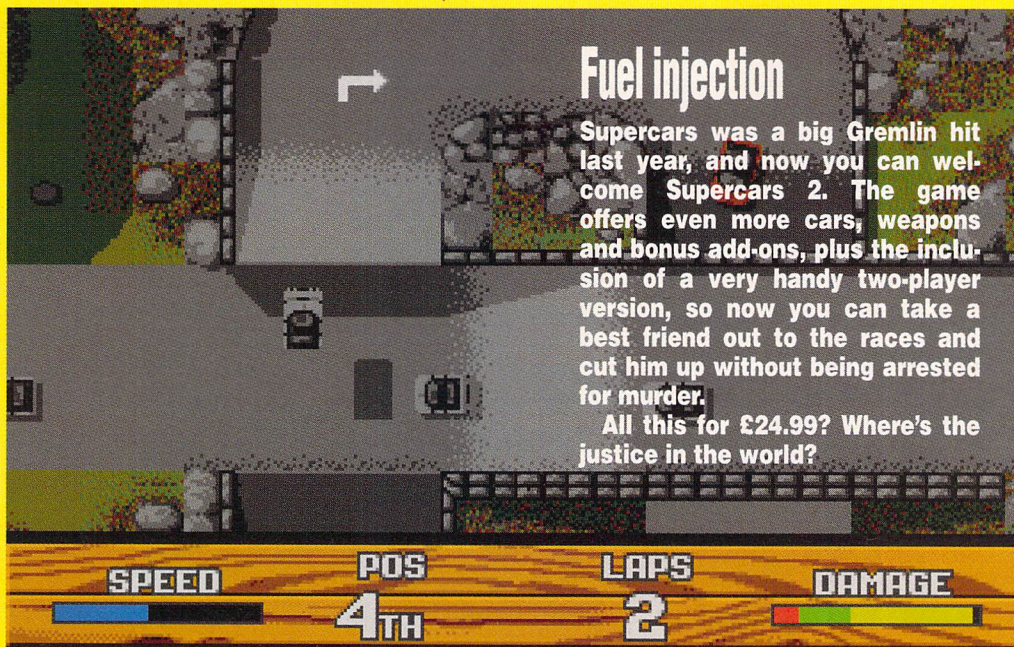 Fuel injection
Supercars was a big Gremlin hit
last year, and now you can wel-
come Supercars 2. The game
offers even more cars, weapons
and bonus add-ons, plus the inclu-
sion of a very handy two-player
version, so now you can take a
best friend out to the races and
cut him up without being arrested
for murder.
All this for £24.99? Where's the
justice in the world?
SPEED POS LAPS DAMAGE
4TH 2